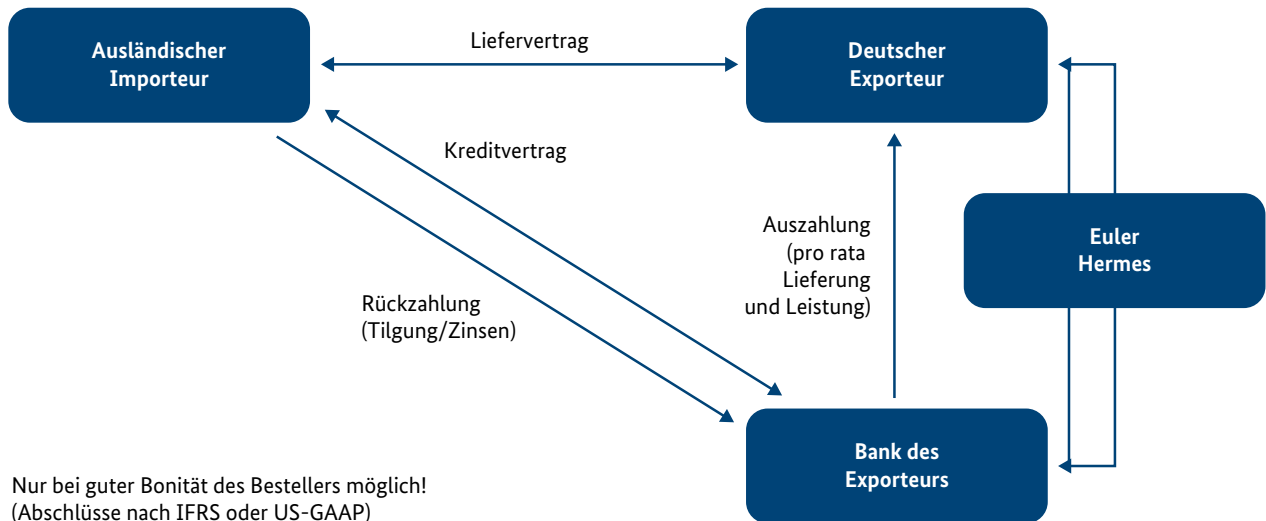 Ausländischer
Importeur
Liefervertrag
Deutscher
Exporteur
Kreditvertrag
Auszahlung
(pro rata
Lieferung
und Leistung)
Euler
Hermes
Rückzahlung
(Tilgung/Zinsen)
Bank des
Exporteurs
Nur bei guter Bonität des Bestellers möglich!
(Abschlüsse nach IFRS oder US-GAAP)